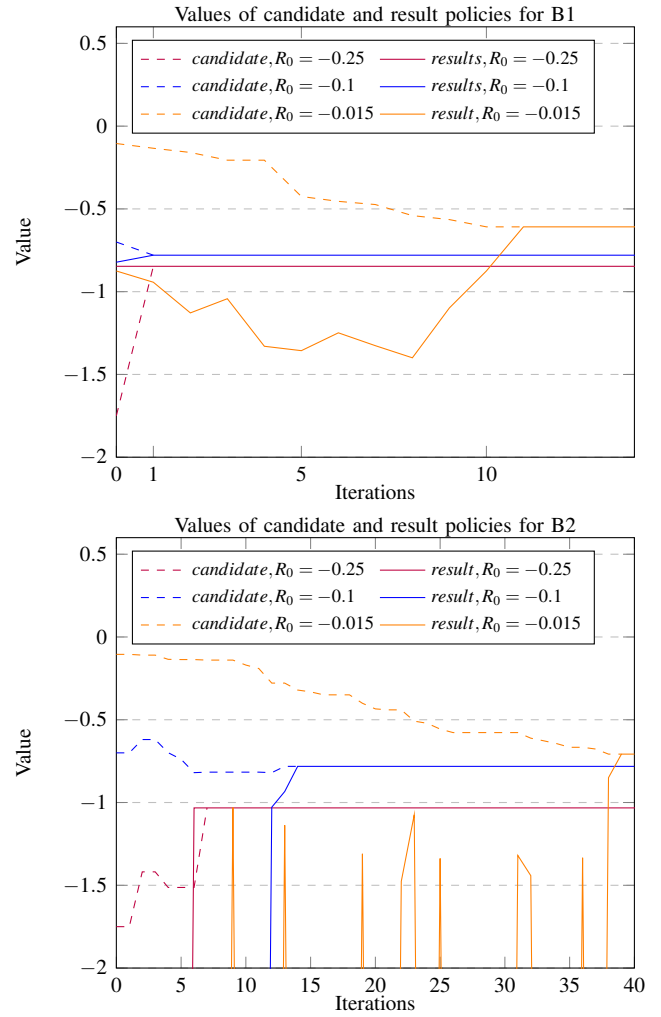 Values of candidate and result policies for B1
0.5
0
−0.5
−1
−1.5
−2
Value
candidate, R₀ = −0.25 results, R₀ = −0.25
candidate, R₀ = −0.1 results, R₀ = −0.1
candidate, R₀ = −0.015 result, R₀ = −0.015
0 1 5 10
Iterations
Values of candidate and result policies for B2
0.5
0
−0.5
−1
−1.5
−2
Value
candidate, R₀ = −0.25 result, R₀ = −0.25
candidate, R₀ = −0.1 result, R₀ = −0.1
candidate, R₀ = −0.015 result, R₀ = −0.015
0 5 10 15 20 25 30 35 40
Iterations